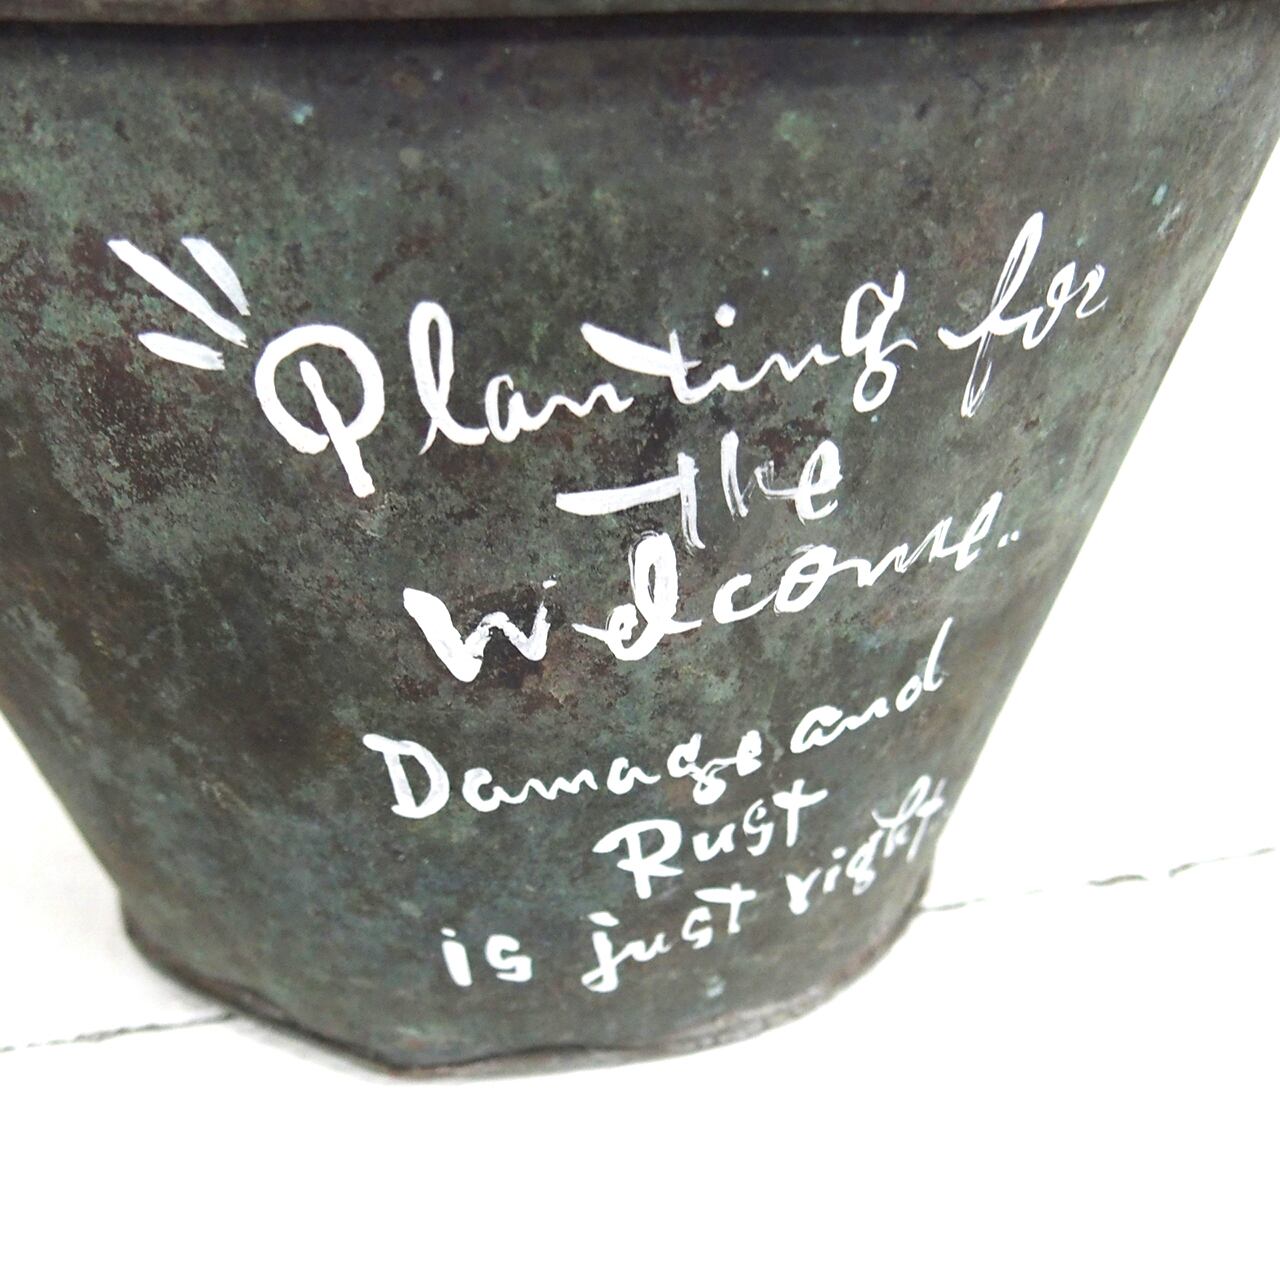 "Planting for
the
Welcome..
Damage and
Rust
is just right